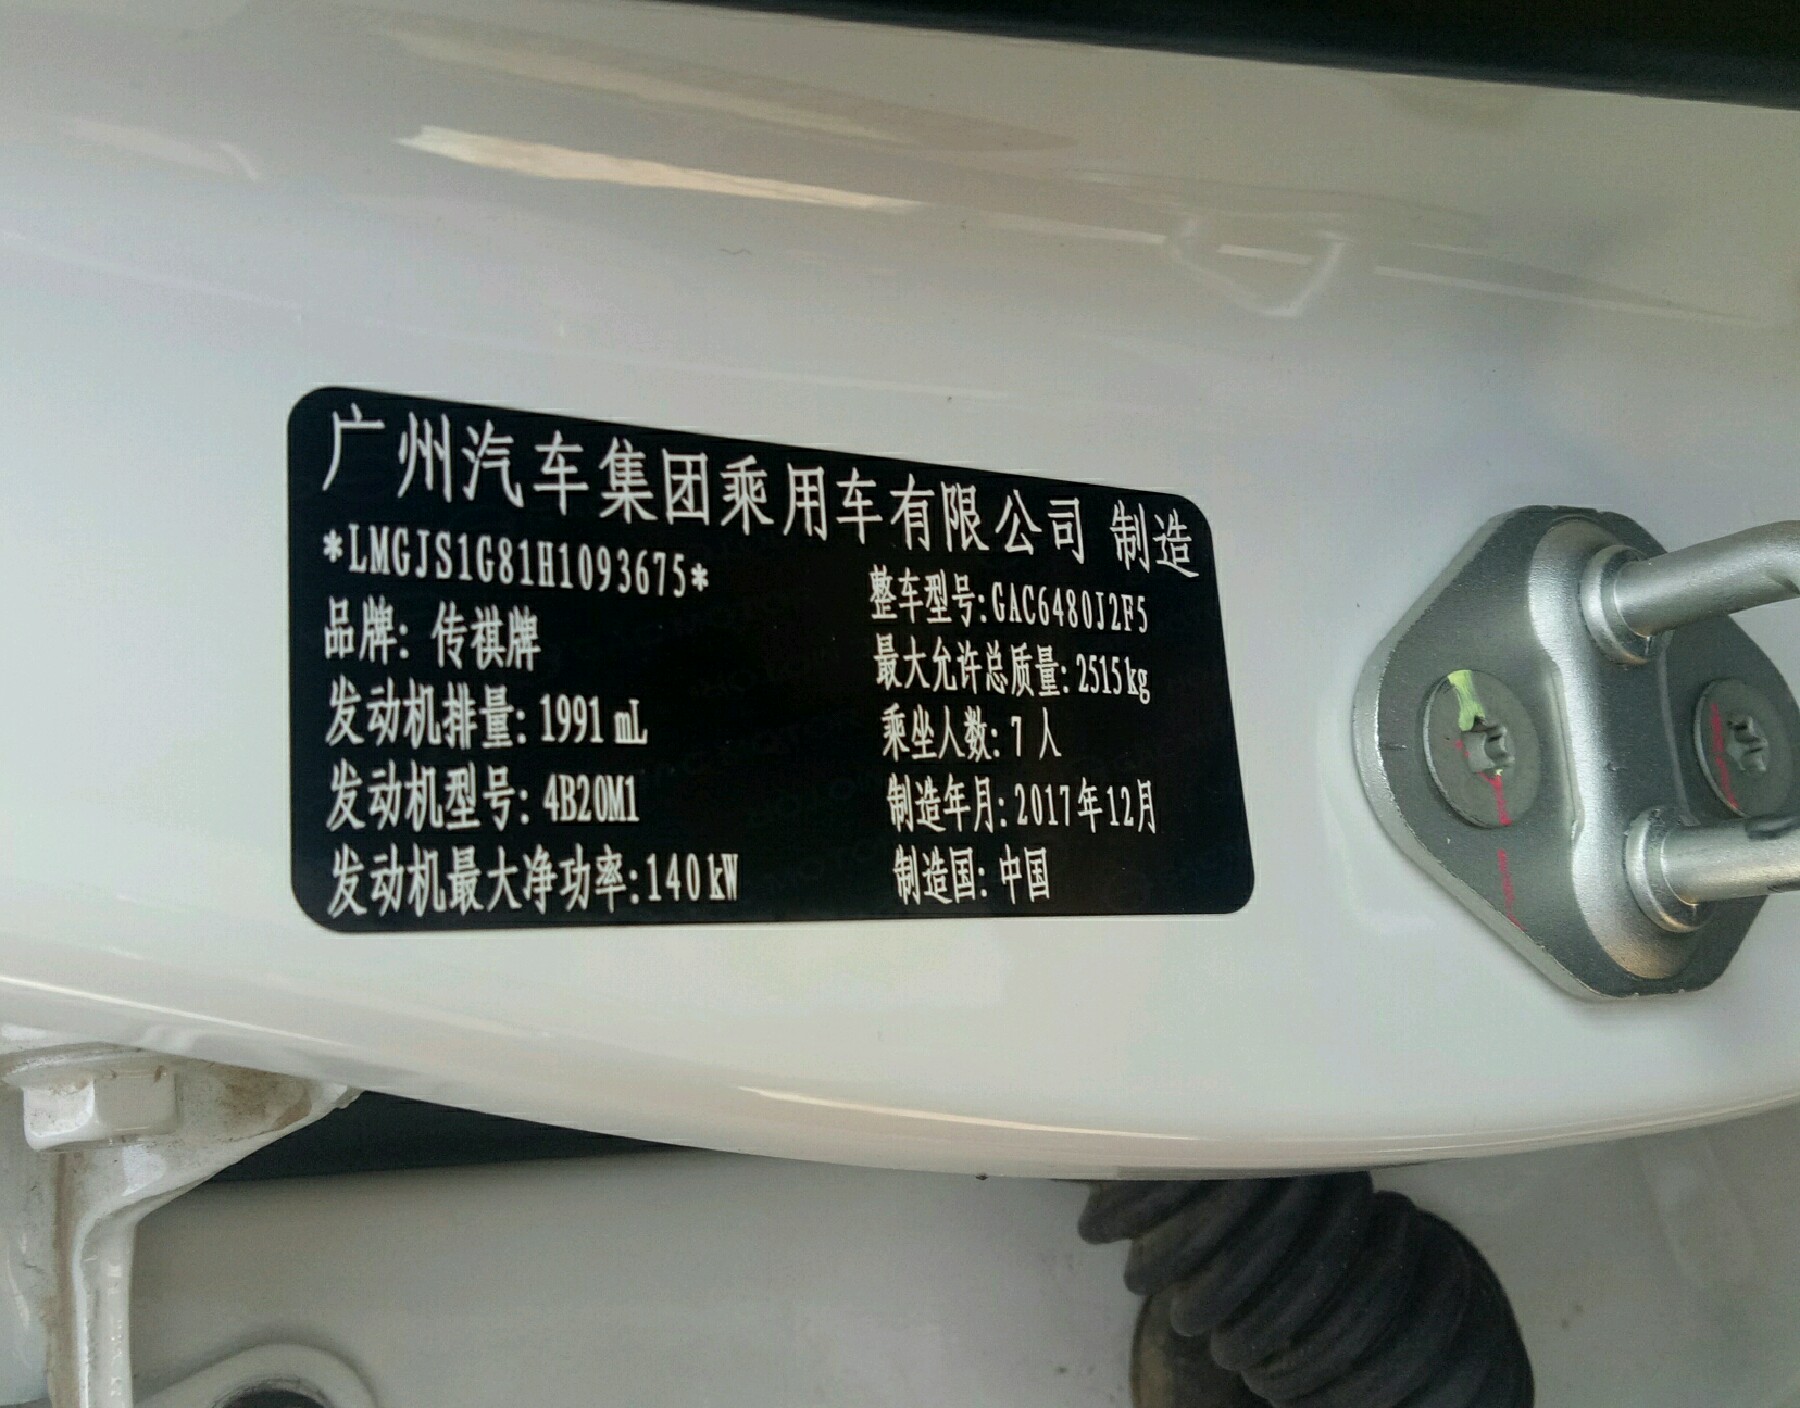 广州汽车集团乘用车有限公司 制造
*LMGJS1G81H1093675*
品牌: 传祺牌
发动机排量: 1991 mL
发动机型号: 4B20M1
发动机最大净功率:140kW
整车型号:GAC6480J2F5
最大允许总质量: 2515kg
乘坐人数: 7 人
制造年月: 2017年12月
制造国: 中国